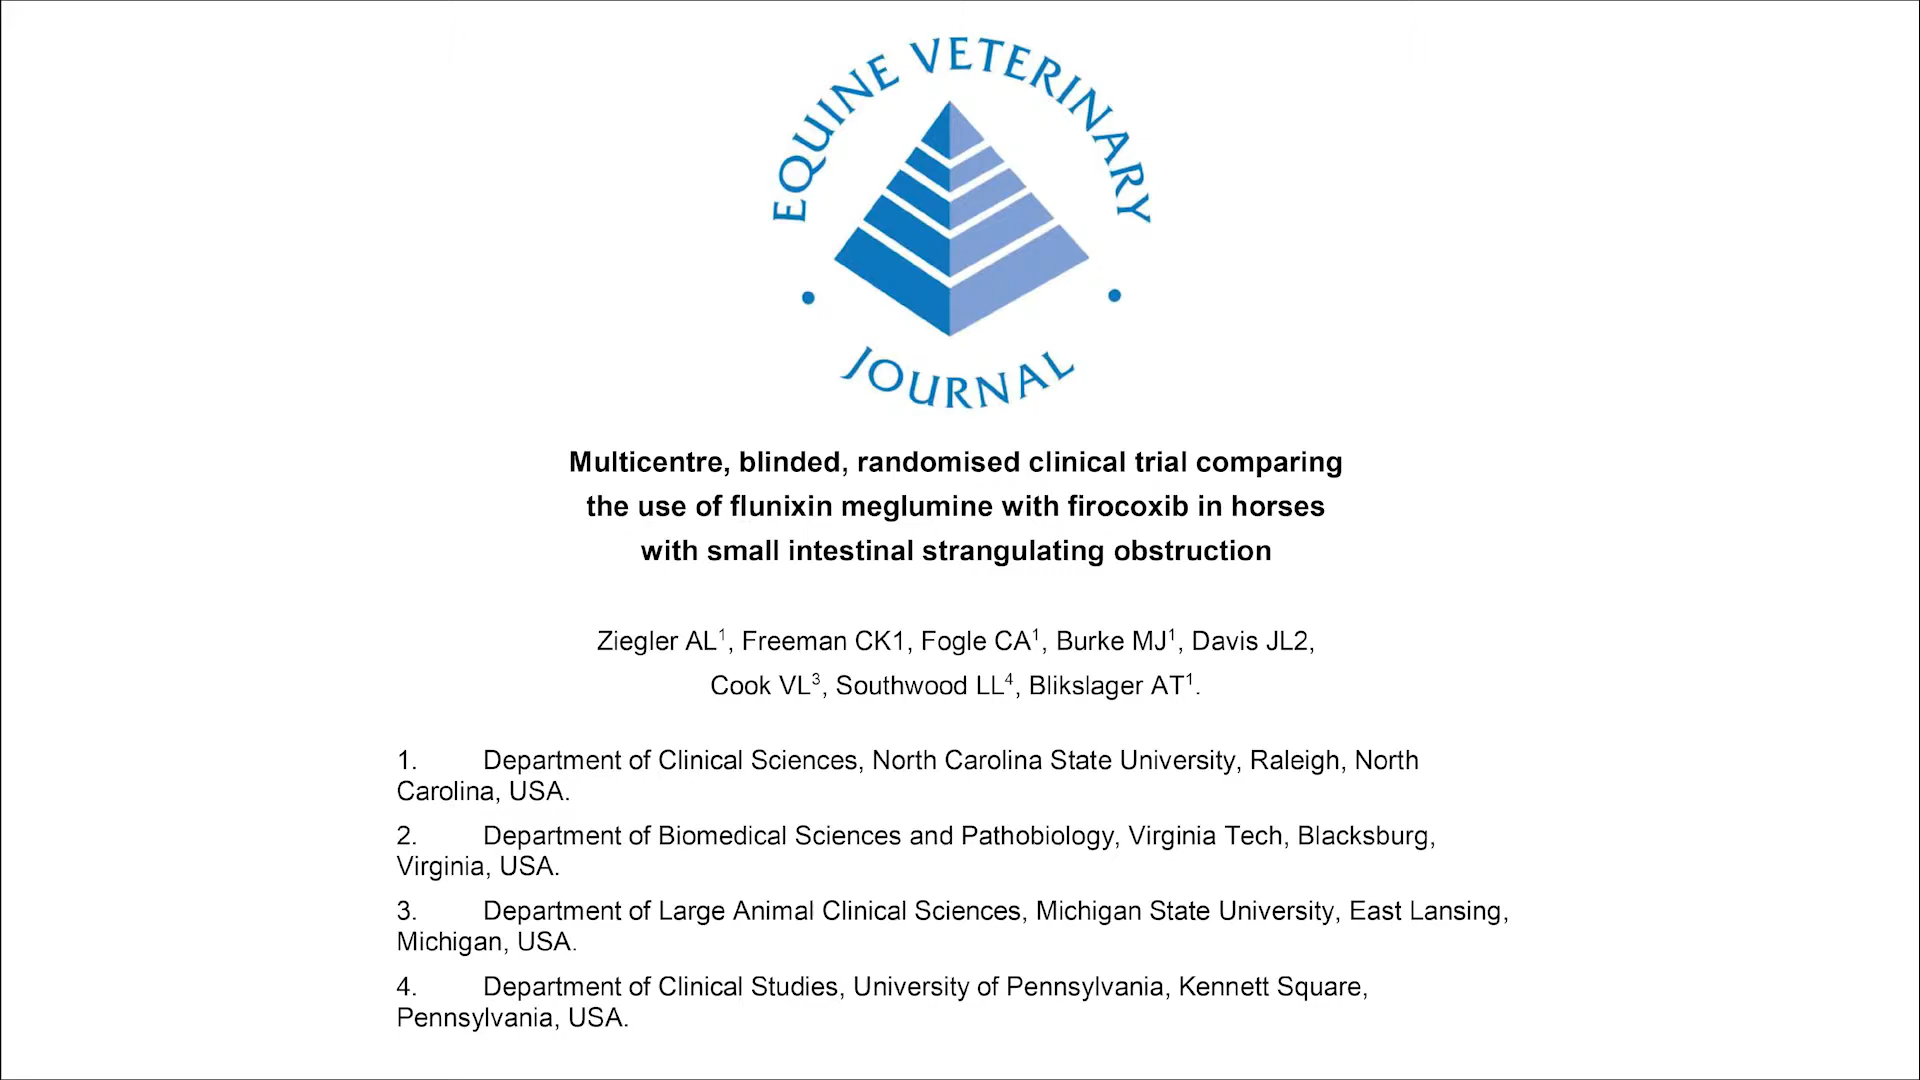 EQUINE VETERINARY
JOURNAL
Multicentre, blinded, randomised clinical trial comparing
the use of flunixin meglumine with firocoxib in horses
with small intestinal strangulating obstruction
Ziegler AL¹, Freeman CK1, Fogle CA¹, Burke MJ¹, Davis JL2,
Cook VL³, Southwood LL⁴, Blikslager AT¹.
1. Department of Clinical Sciences, North Carolina State University, Raleigh, North
Carolina, USA.
2. Department of Biomedical Sciences and Pathobiology, Virginia Tech, Blacksburg,
Virginia, USA.
3. Department of Large Animal Clinical Sciences, Michigan State University, East Lansing,
Michigan, USA.
4. Department of Clinical Studies, University of Pennsylvania, Kennett Square,
Pennsylvania, USA.